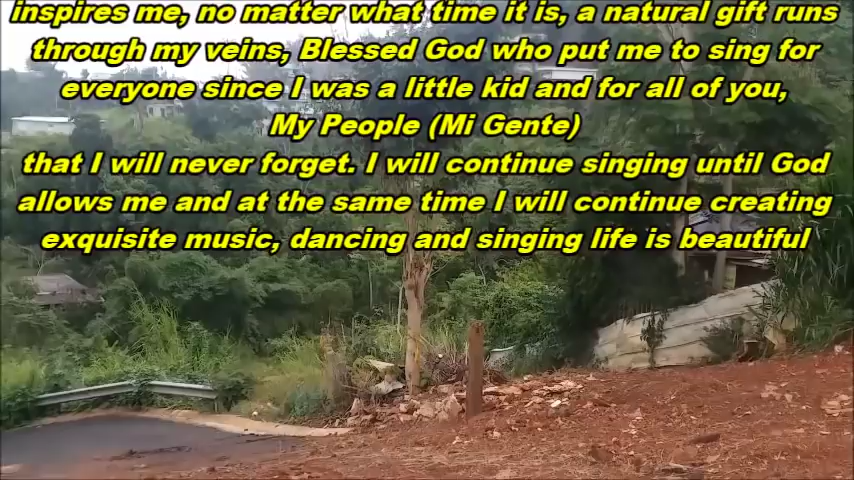 inspires me, no matter what time it is, a natural gift runs
through my veins, Blessed God who put me to sing for
everyone since I was a little kid and for all of you,
My People (Mi Gente)
that I will never forget. I will continue singing until God
allows me and at the same time I will continue creating
exquisite music, dancing and singing life is beautiful